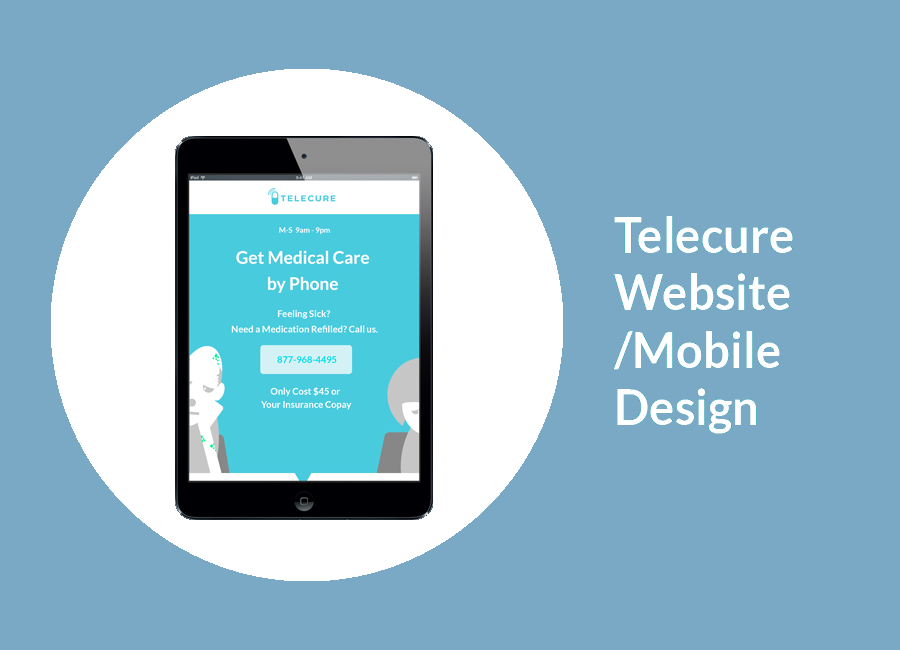 iPad
TELECURE
M-S 9am - 9pm
Get Medical Care
by Phone
Feeling Sick?
Need a Medication Refilled? Call us.
877-968-4495
Only Cost $45 or
Your Insurance Copay
Telecure
Website
/Mobile
Design